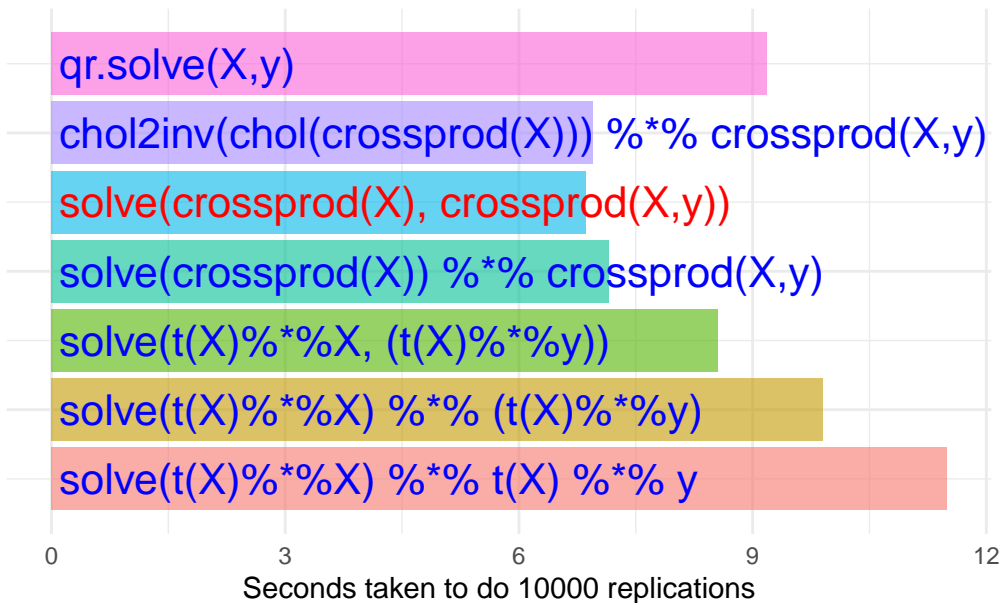 qr.solve(X,y)
chol2inv(chol(crossprod(X))) %*% crossprod(X,y)
solve(crossprod(X), crossprod(X,y))
solve(crossprod(X)) %*% crossprod(X,y)
solve(t(X)%*%X, (t(X)%*%y))
solve(t(X)%*%X) %*% (t(X)%*%y)
solve(t(X)%*%X) %*% t(X) %*% y
0 3 6 9 12
Seconds taken to do 10000 replications